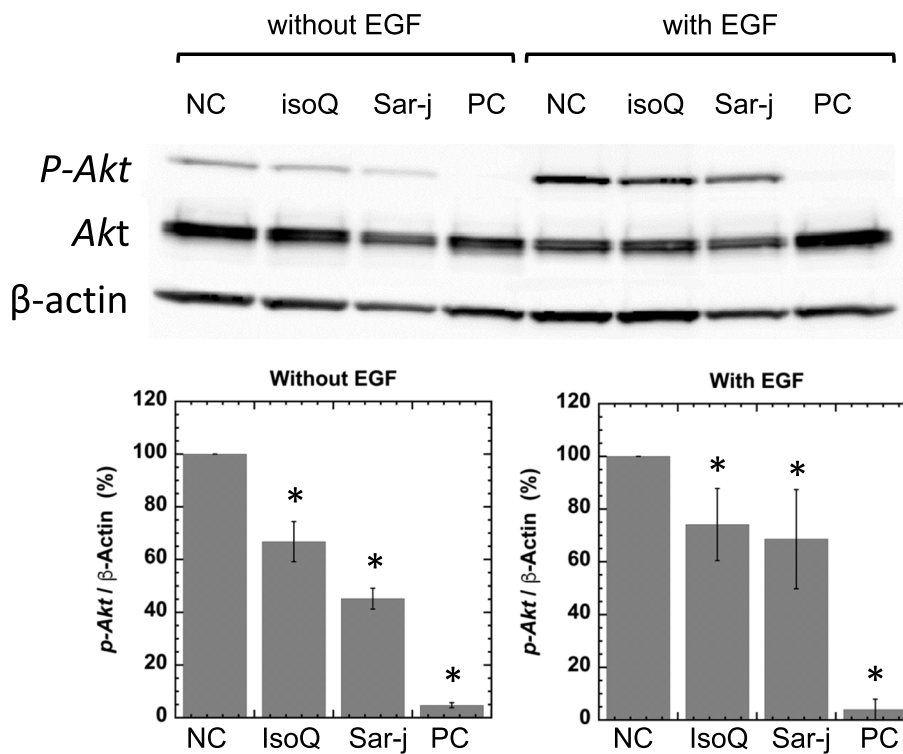 without EGF with EGF
NC isoQ Sar-j PC NC isoQ Sar-j PC
P-Akt
Akt
β-actin
Without EGF
120
100
80
60
40
20
0
p-Akt / β-Actin (%)
* * *
NC IsoQ Sar-j PC
With EGF
120
100
80
60
40
20
0
p-Akt / β-Actin (%)
* * *
NC IsoQ Sar-j PC